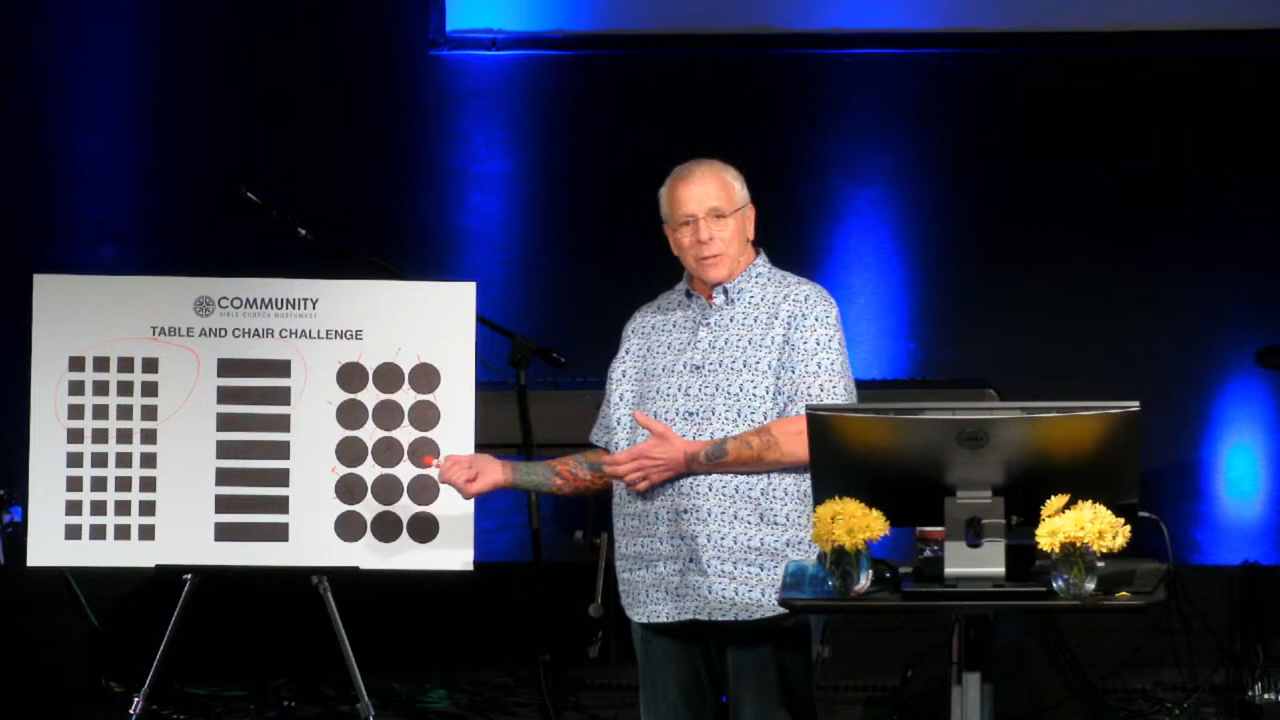 COMMUNITY
BIBLE CHURCH NORTHWEST
TABLE AND CHAIR CHALLENGE